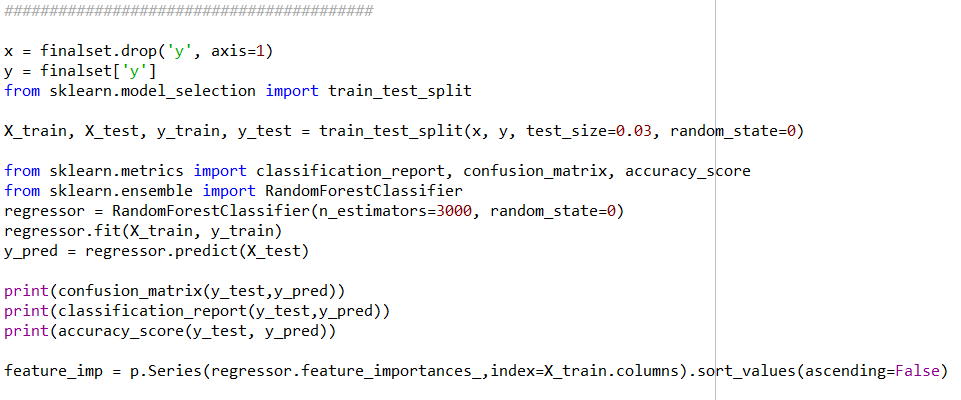 #########################################
x = finalset.drop('y', axis=1)
y = finalset['y']
from sklearn.model_selection import train_test_split
X_train, X_test, y_train, y_test = train_test_split(x, y, test_size=0.03, random_state=0)
from sklearn.metrics import classification_report, confusion_matrix, accuracy_score
from sklearn.ensemble import RandomForestClassifier
regressor = RandomForestClassifier(n_estimators=3000, random_state=0)
regressor.fit(X_train, y_train)
y_pred = regressor.predict(X_test)
print(confusion_matrix(y_test,y_pred))
print(classification_report(y_test,y_pred))
print(accuracy_score(y_test, y_pred))
feature_imp = p.Series(regressor.feature_importances_,index=X_train.columns).sort_values(ascending=False)